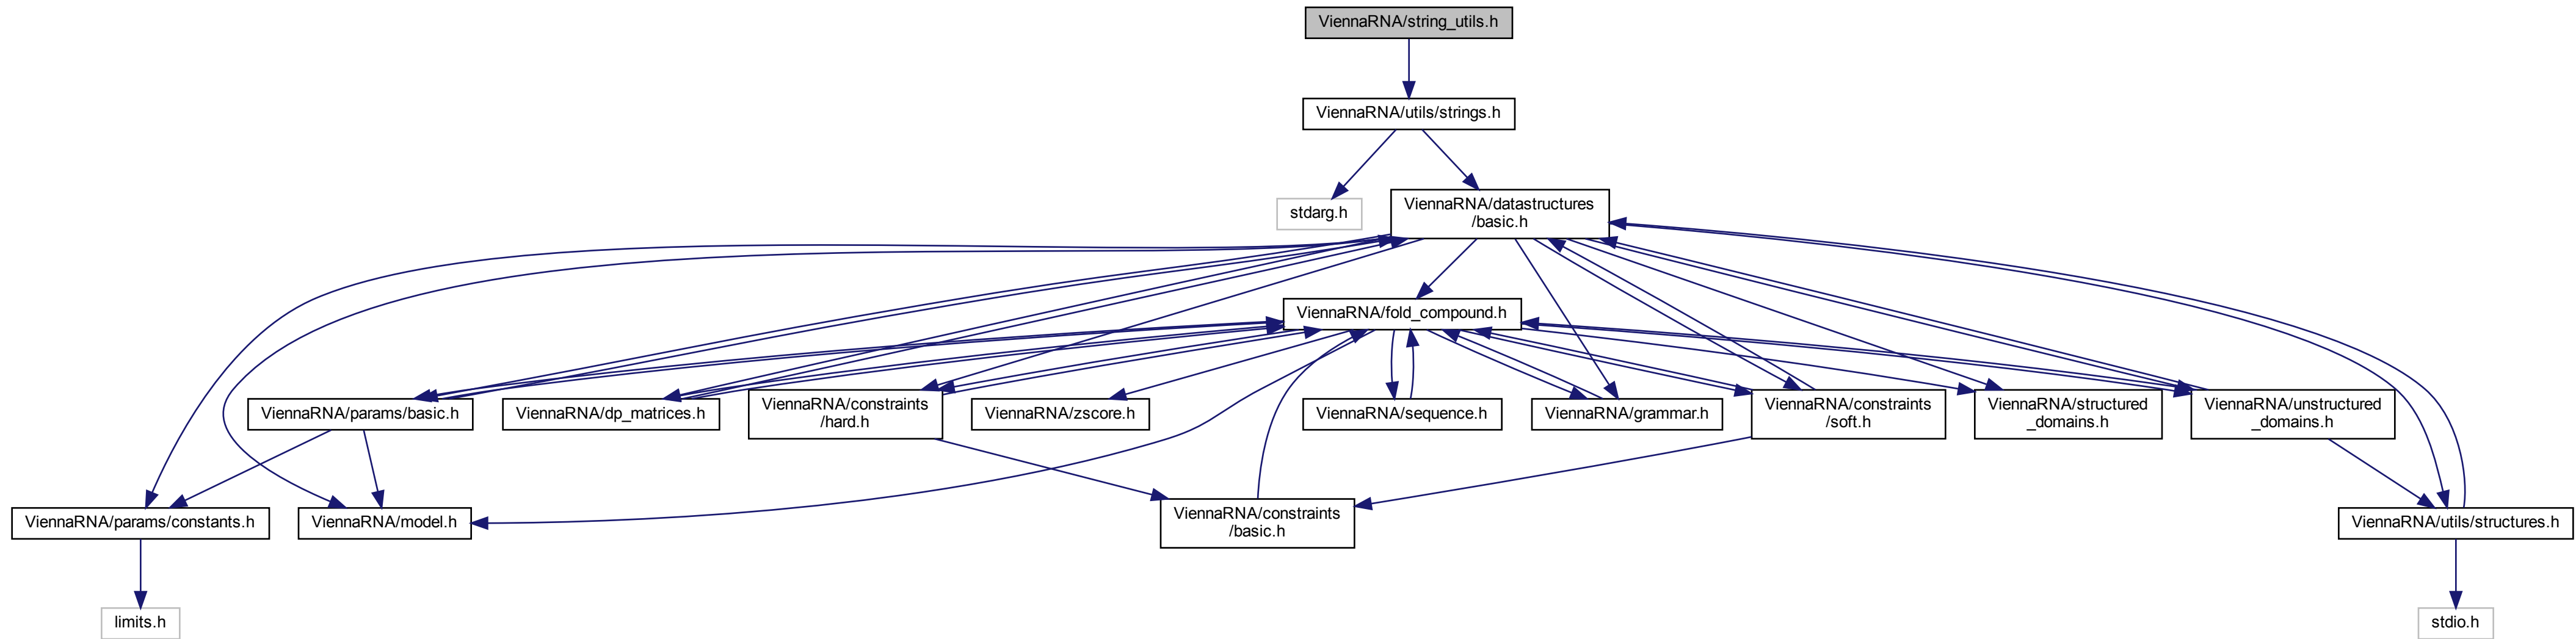 ViennaRNA/string_utils.h
ViennaRNA/utils/strings.h
stdarg.h
ViennaRNA/datastructures
/basic.h
ViennaRNA/fold_compound.h
ViennaRNA/params/basic.h
ViennaRNA/dp_matrices.h
ViennaRNA/constraints
/hard.h
ViennaRNA/zscore.h
ViennaRNA/sequence.h
ViennaRNA/grammar.h
ViennaRNA/constraints
/soft.h
ViennaRNA/structured
_domains.h
ViennaRNA/unstructured
_domains.h
ViennaRNA/params/constants.h
ViennaRNA/model.h
ViennaRNA/constraints
/basic.h
ViennaRNA/utils/structures.h
limits.h
stdio.h